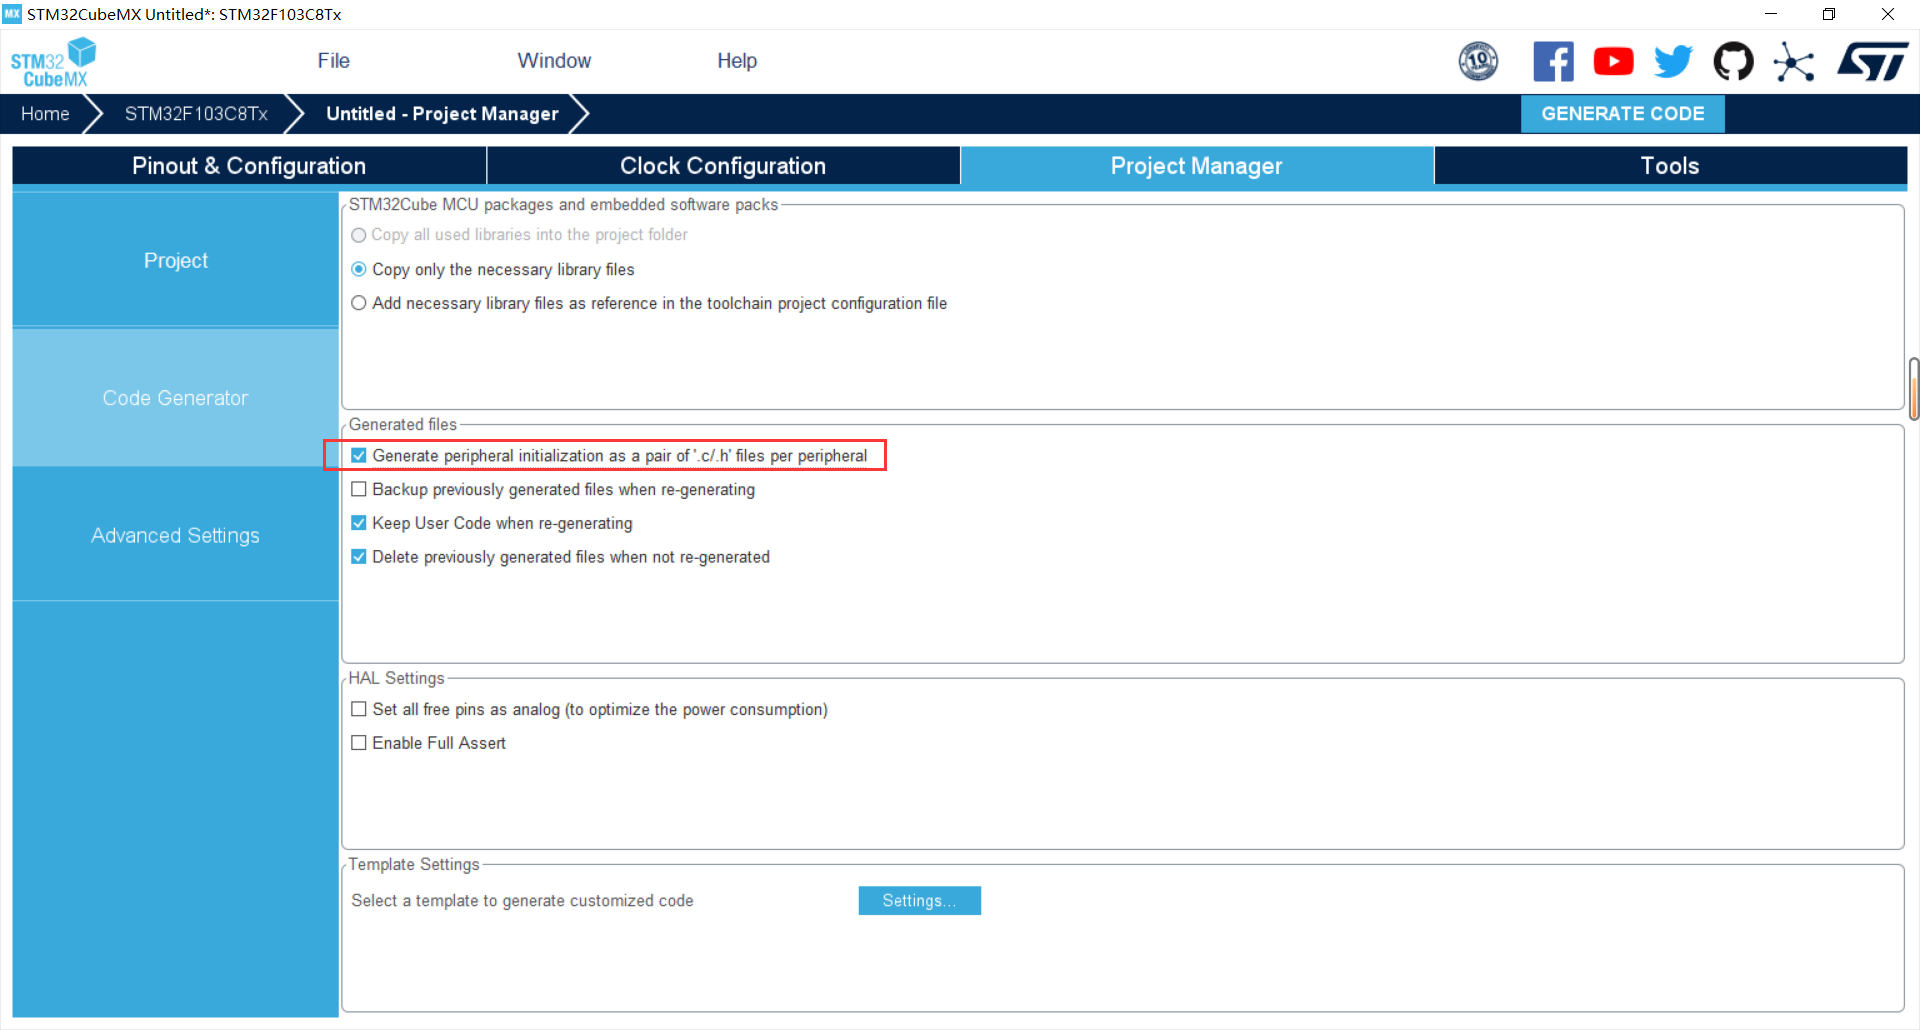 MX STM32CubeMX Untitled*: STM32F103C8Tx
STM32
CubeMX
File
Window
Help
10
Home
STM32F103C8Tx
Untitled - Project Manager
GENERATE CODE
Pinout & Configuration
Clock Configuration
Project Manager
Tools
Project
Code Generator
Advanced Settings
STM32Cube MCU packages and embedded software packs
Copy all used libraries into the project folder
Copy only the necessary library files
Add necessary library files as reference in the toolchain project configuration file
Generated files
Generate peripheral initialization as a pair of '.c/.h' files per peripheral
Backup previously generated files when re-generating
Keep User Code when re-generating
Delete previously generated files when not re-generated
HAL Settings
Set all free pins as analog (to optimize the power consumption)
Enable Full Assert
Template Settings
Select a template to generate customized code
Settings...